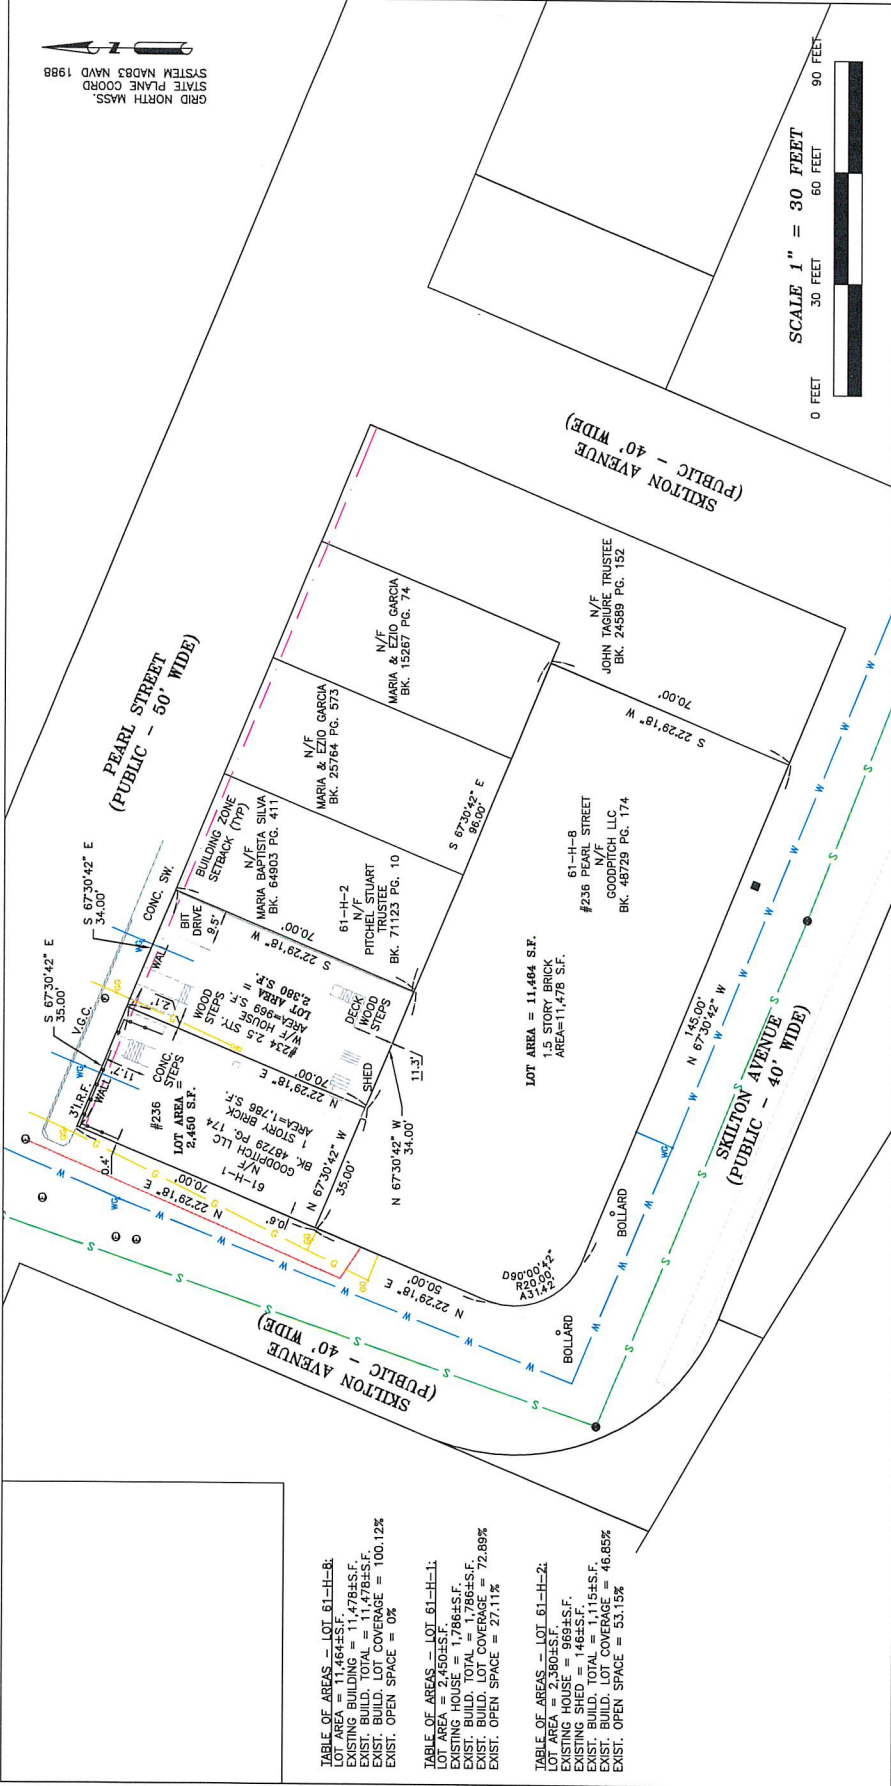 GRID NORTH MASS.
STATE PLANE COORD
SYSTEM NAD83 NAVD 1988
N
TABLE OF AREAS – LOT 61–H–8:
LOT AREA = 11,464±S.F.
EXISTING BUILDING = 11,478±S.F.
EXIST. BUILD. TOTAL = 11,478±S.F.
EXIST. BUILD. LOT COVERAGE = 100.12%
EXIST. OPEN SPACE = 0%
TABLE OF AREAS – LOT 61–H–1:
LOT AREA = 2,450±S.F.
EXISTING HOUSE = 1,786±S.F.
EXIST. BUILD. TOTAL = 1,786±S.F.
EXIST. BUILD. LOT COVERAGE = 72.89%
EXIST. OPEN SPACE = 27.11%
TABLE OF AREAS – LOT 61–H–2:
LOT AREA = 2,380±S.F.
EXISTING HOUSE = 969±S.F.
EXISTING SHED = 146±S.F.
EXIST. BUILD. TOTAL = 1,115±S.F.
EXIST. BUILD. LOT COVERAGE = 46.85%
EXIST. OPEN SPACE = 53.15%
PEARL STREET
(PUBLIC – 50' WIDE)
S 67°30'42" E
35.00'
S 67°30'42" E
34.00'
V.G.C.
CONC. SW.
3' I.R.F.
WALL
WALL
11.7'
2.1'
0.4'
BIT
DRIVE
9.5'
BUILDING ZONE
SETBACK (TYP)
#236
CONC.
STEPS
WOOD
STEPS
LOT AREA =
2,450 S.F.
61–H–1
N/F
GOODPITCH LLC
BK. 48729 PG. 174
1 STORY BRICK
AREA=1,786 S.F.
N 22°29'18" E
70.00'
0.6'
N 22°29'18" E
70.00'
#234 2.5 STY.
W/F HOUSE
AREA=969 S.F.
LOT AREA =
2,380 S.F.
S 22°29'18" W
70.00'
SHED
DECK
WOOD
STEPS
11.3'
N 67°30'42" W
35.00'
N 67°30'42" W
34.00'
61–H–2
N/F
PITCHEL STUART
TRUSTEE
BK. 71123 PG. 10
N/F
MARIA BAPTISTA SILVA
BK. 64903 PG. 411
N/F
MARIA & EZIO GARCIA
BK. 25764 PG. 573
N/F
MARIA & EZIO GARCIA
BK. 15267 PG. 74
N/F
JOHN TAGIURE TRUSTEE
BK. 24589 PG. 152
S 67°30'42" E
96.00'
S 22°29'18" W
70.00'
61–H–8
#236 PEARL STREET
N/F
GOODPITCH LLC
BK. 48729 PG. 174
LOT AREA = 11,464 S.F.
1.5 STORY BRICK
AREA=11,478 S.F.
N 22°29'18" E
50.00'
D90°00'42"
R20.00'
A31.42
145.00'
N 67°30'42" W
BOLLARD
BOLLARD
SKILTON AVENUE
(PUBLIC – 40' WIDE)
SKILTON AVENUE
(PUBLIC – 40' WIDE)
SKILTON AVENUE
(PUBLIC – 40' WIDE)
SCALE 1" = 30 FEET
0 FEET 30 FEET 60 FEET 90 FEET